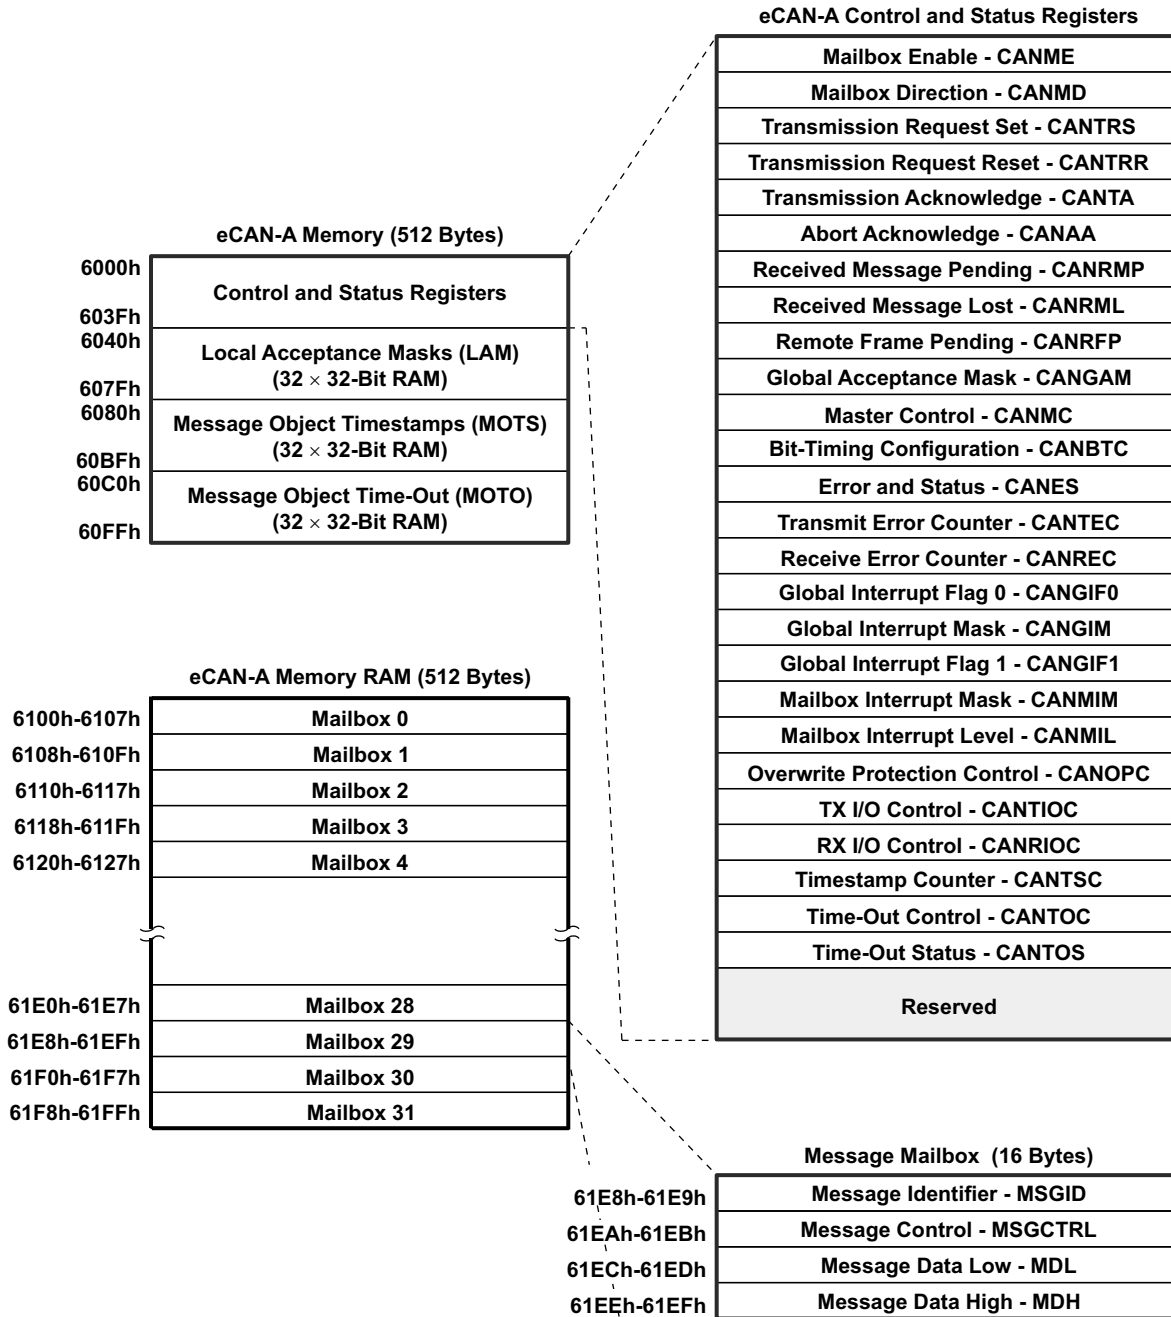 eCAN-A Control and Status Registers
Mailbox Enable - CANME
Mailbox Direction - CANMD
Transmission Request Set - CANTRS
Transmission Request Reset - CANTRR
Transmission Acknowledge - CANTA
Abort Acknowledge - CANAA
Received Message Pending - CANRMP
Received Message Lost - CANRML
Remote Frame Pending - CANRFP
Global Acceptance Mask - CANGAM
Master Control - CANMC
Bit-Timing Configuration - CANBTC
Error and Status - CANES
Transmit Error Counter - CANTEC
Receive Error Counter - CANREC
Global Interrupt Flag 0 - CANGIF0
Global Interrupt Mask - CANGIM
Global Interrupt Flag 1 - CANGIF1
Mailbox Interrupt Mask - CANMIM
Mailbox Interrupt Level - CANMIL
Overwrite Protection Control - CANOPC
TX I/O Control - CANTIOC
RX I/O Control - CANRIOC
Timestamp Counter - CANTSC
Time-Out Control - CANTOC
Time-Out Status - CANTOS
Reserved
eCAN-A Memory (512 Bytes)
6000h
Control and Status Registers
603Fh
6040h
Local Acceptance Masks (LAM)
(32 × 32-Bit RAM)
607Fh
6080h
Message Object Timestamps (MOTS)
(32 × 32-Bit RAM)
60BFh
60C0h
Message Object Time-Out (MOTO)
(32 × 32-Bit RAM)
60FFh
eCAN-A Memory RAM (512 Bytes)
6100h-6107h Mailbox 0
6108h-610Fh Mailbox 1
6110h-6117h Mailbox 2
6118h-611Fh Mailbox 3
6120h-6127h Mailbox 4
61E0h-61E7h Mailbox 28
61E8h-61EFh Mailbox 29
61F0h-61F7h Mailbox 30
61F8h-61FFh Mailbox 31
Message Mailbox (16 Bytes)
61E8h-61E9h Message Identifier - MSGID
61EAh-61EBh Message Control - MSGCTRL
61ECh-61EDh Message Data Low - MDL
61EEh-61EFh Message Data High - MDH